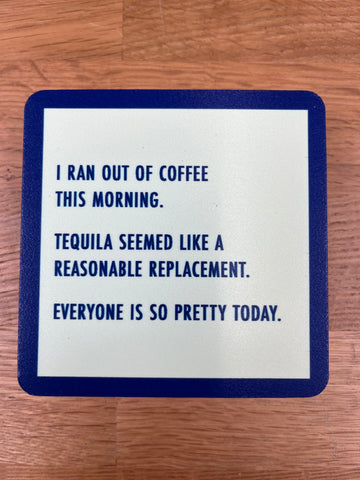 I RAN OUT OF COFFEE
THIS MORNING.
TEQUILA SEEMED LIKE A
REASONABLE REPLACEMENT.
EVERYONE IS SO PRETTY TODAY.